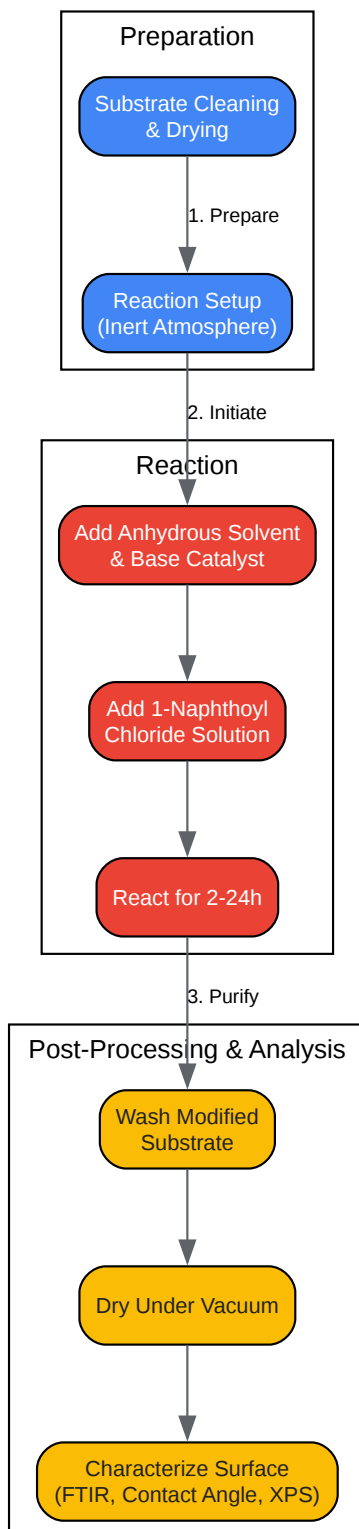 Preparation
Substrate Cleaning
& Drying
1. Prepare
Reaction Setup
(Inert Atmosphere)
2. Initiate
Reaction
Add Anhydrous Solvent
& Base Catalyst
Add 1-Naphthoyl
Chloride Solution
React for 2-24h
3. Purify
Post-Processing & Analysis
Wash Modified
Substrate
Dry Under Vacuum
Characterize Surface
(FTIR, Contact Angle, XPS)